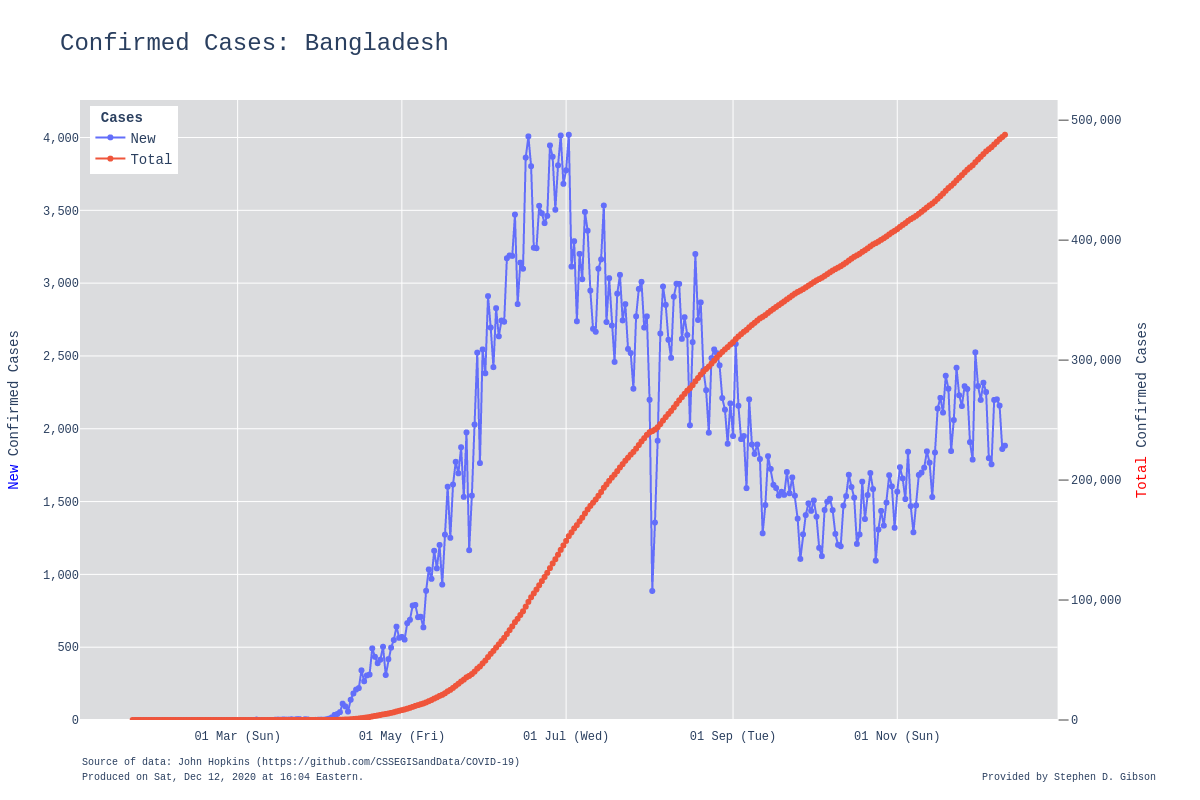 Confirmed Cases: Bangladesh
Cases
New
Total
4,000
3,500
3,000
2,500
2,000
1,500
1,000
500
0
500,000
400,000
300,000
200,000
100,000
0
New Confirmed Cases
Total Confirmed Cases
01 Mar (Sun)
01 May (Fri)
01 Jul (Wed)
01 Sep (Tue)
01 Nov (Sun)
Source of data: John Hopkins (https://github.com/CSSEGISandData/COVID-19)
Produced on Sat, Dec 12, 2020 at 16:04 Eastern.
Provided by Stephen D. Gibson